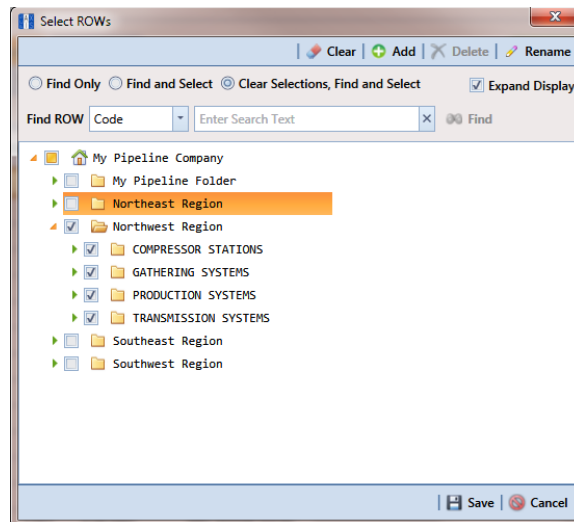 Select ROWs
Clear Add Delete Rename
Find Only Find and Select Clear Selections, Find and Select Expand Display
Find ROW Code Enter Search Text Find
My Pipeline Company
My Pipeline Folder
Northeast Region
Northwest Region
COMPRESSOR STATIONS
GATHERING SYSTEMS
PRODUCTION SYSTEMS
TRANSMISSION SYSTEMS
Southeast Region
Southwest Region
Save Cancel